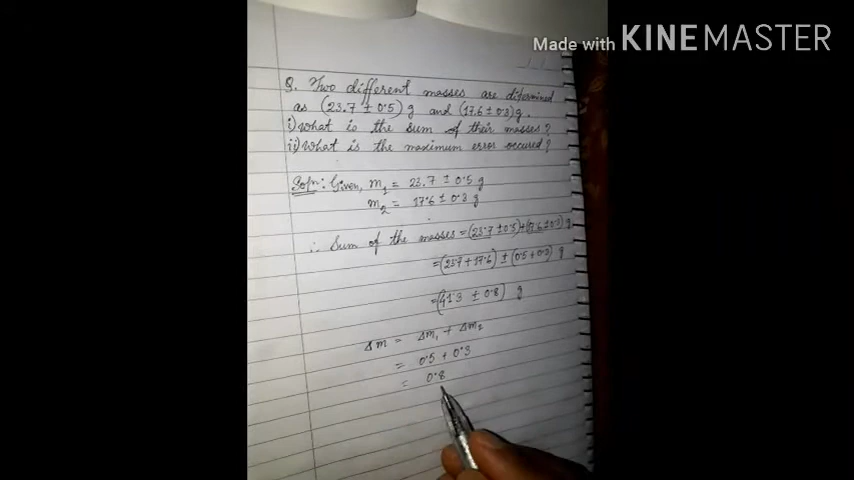 Made with KINEMASTER
Q. Two different masses are ditermined
as (23.7 ± 0.5) g and (17.6 ± 0.3) g.
i) what is the sum of their masses?
ii) What is the maximum error occured?
Soln: Given, m₁ = 23.7 ± 0.5 g
m₂ = 17.6 ± 0.3 g
∴ Sum of the masses = (23.7 ± 0.5) + (17.6 ± 0.3) g
= (23.7 + 17.6) ± (0.5 + 0.3) g
= (41.3 ± 0.8) g
Δm = Δm₁ + Δm₂
= 0.5 + 0.3
= 0.8